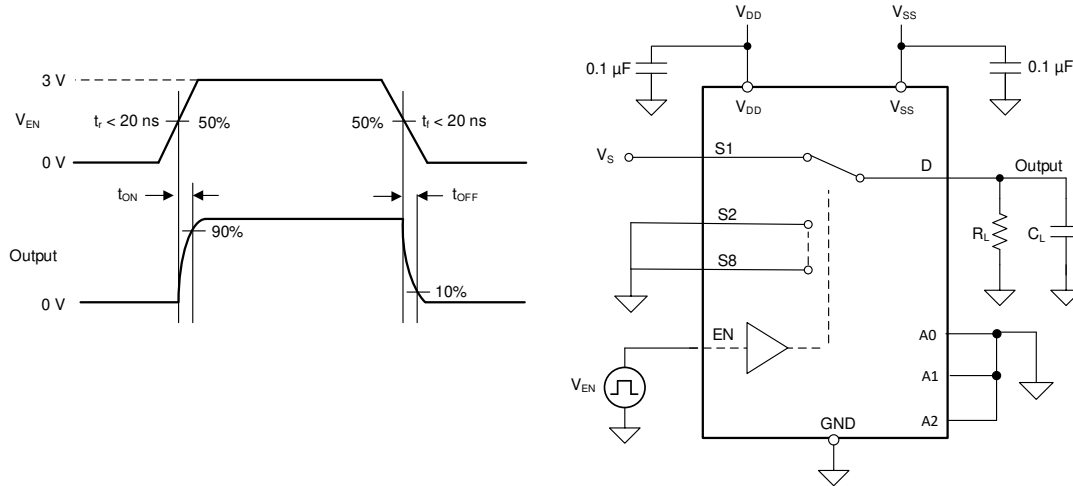 3 V
V_EN
t_r < 20 ns
50%
50%
t_f < 20 ns
0 V
t_ON
t_OFF
90%
Output
10%
0 V
V_DD
V_SS
0.1 µF
0.1 µF
V_DD
V_SS
V_S
S1
D
Output
S2
R_L
C_L
S8
EN
A0
V_EN
A1
A2
GND